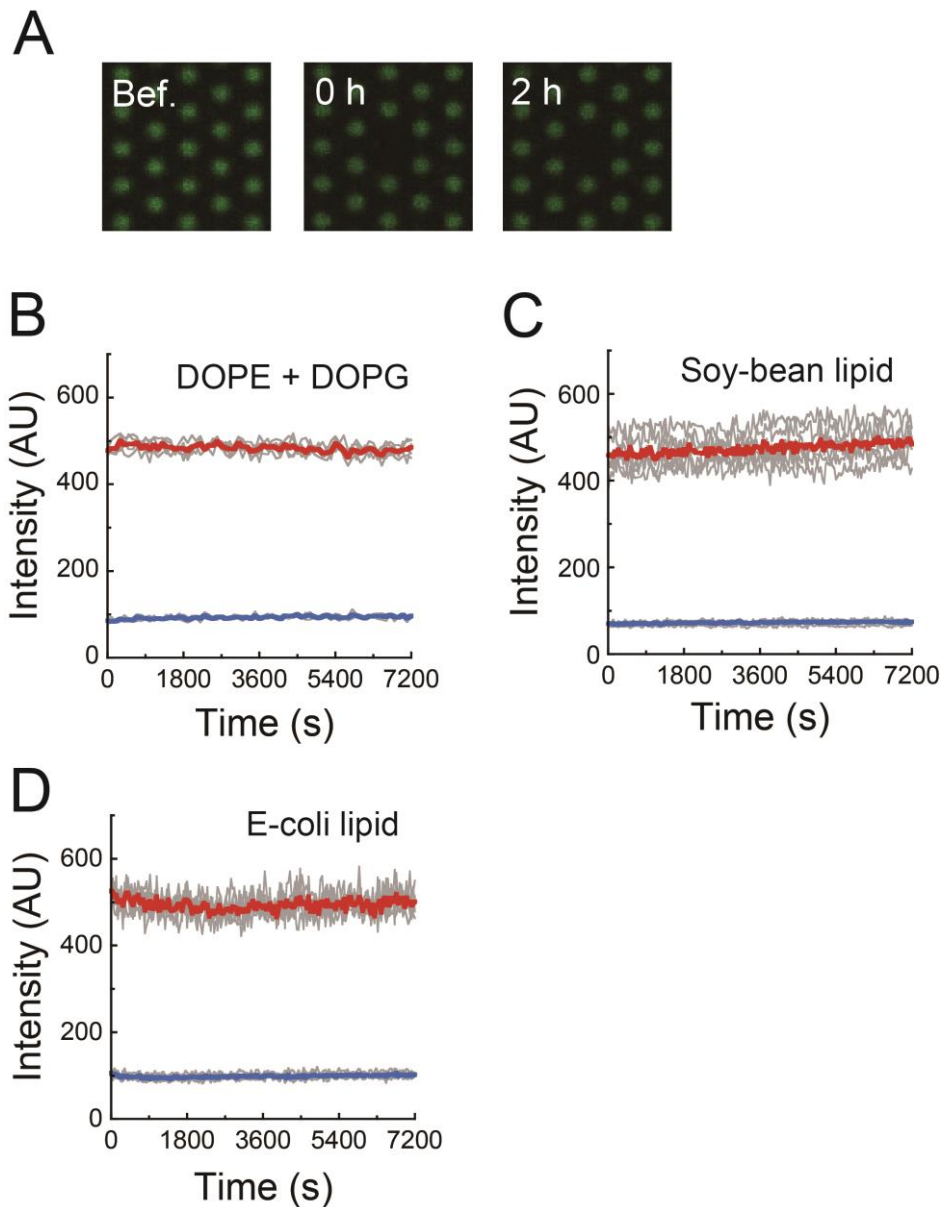 A
Bef.
0 h
2 h
B
DOPE + DOPG
600
400
200
0
0 1800 3600 5400 7200
Intensity (AU)
Time (s)
C
Soy-bean lipid
600
400
200
0
0 1800 3600 5400 7200
Intensity (AU)
Time (s)
D
E-coli lipid
600
400
200
0
0 1800 3600 5400 7200
Intensity (AU)
Time (s)